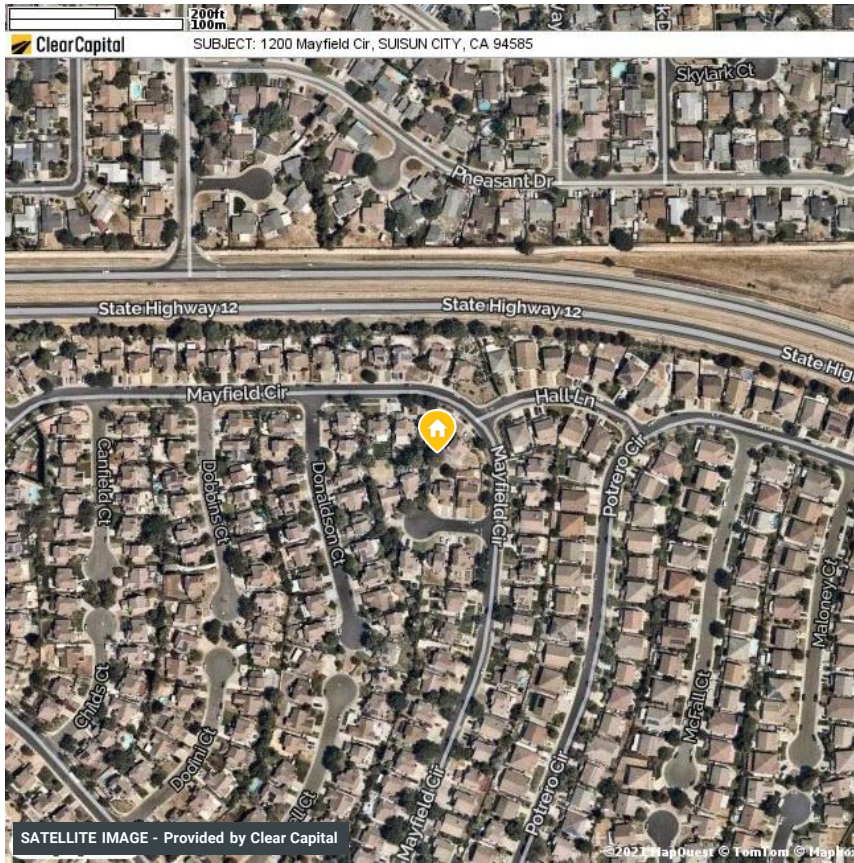 200ft
100m
ClearCapital
SUBJECT: 1200 Mayfield Cir, SUISUN CITY, CA 94585
Skylark Ct
Pheasant Dr
State Highway 12
State Highway 12
State High
Mayfield Cir
Hall Ln
Canfield Ct
Dobbins Ct
Donaldson Ct
Mayfield Cir
Potrero Cir
Maloney Ct
McFall Ct
Childs Ct
Dodini Ct
Mayfield Cir
Potrero Cir
SATELLITE IMAGE - Provided by Clear Capital
©2021 MapQuest © TomTom © Mapbox